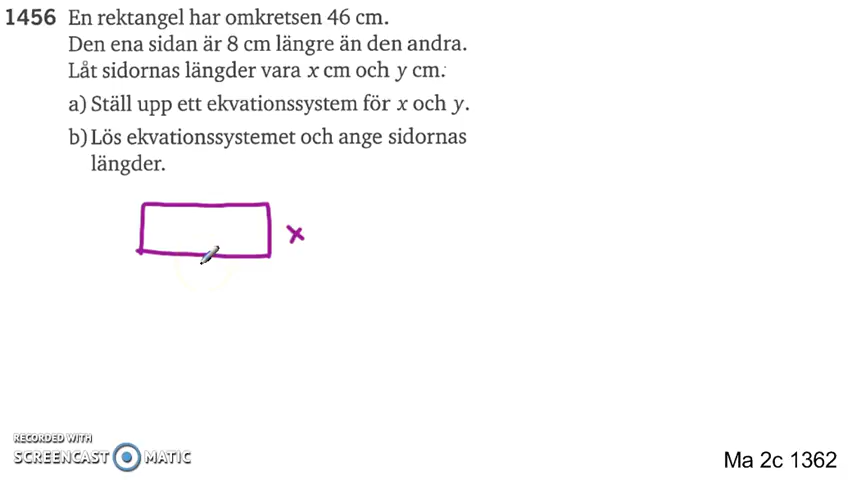 1456 En rektangel har omkretsen 46 cm.
Den ena sidan är 8 cm längre än den andra.
Låt sidornas längder vara x cm och y cm.
a) Ställ upp ett ekvationssystem för x och y.
b) Lös ekvationssystemet och ange sidornas
längder.
x
RECORDED WITH
SCREENCAST MATIC
Ma 2c 1362